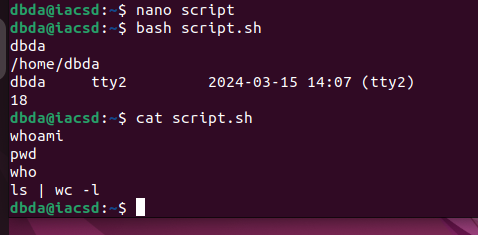 dbda@iacsd:~$ nano script
dbda@iacsd:~$ bash script.sh
dbda
/home/dbda
dbda     tty2         2024-03-15 14:07 (tty2)
18
dbda@iacsd:~$ cat script.sh
whoami
pwd
who
ls | wc -l
dbda@iacsd:~$